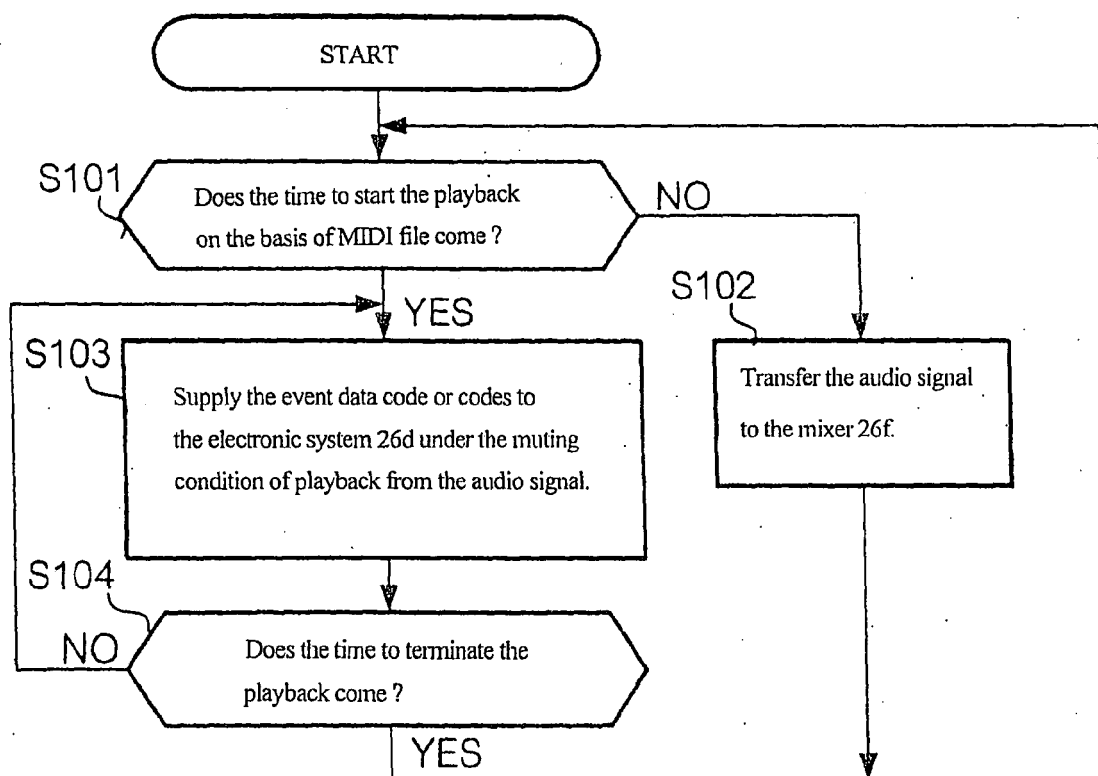 START
S101
Does the time to start the playback
on the basis of MIDI file come ?
NO
YES
S102
Transfer the audio signal
to the mixer 26f.
S103
Supply the event data code or codes to
the electronic system 26d under the muting
condition of playback from the audio signal.
S104
NO
Does the time to terminate the
playback come ?
YES